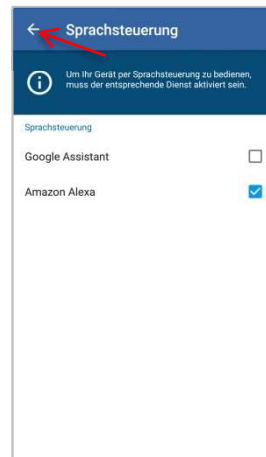 Sprachsteuerung
Um Ihr Gerät per Sprachsteuerung zu bedienen,
muss der entsprechende Dienst aktiviert sein.
Sprachsteuerung
Google Assistant
Amazon Alexa